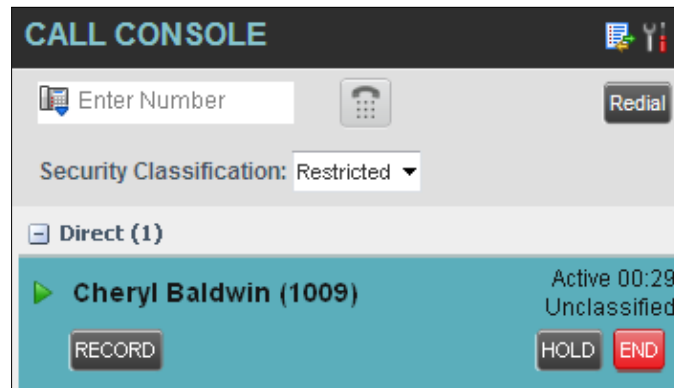 CALL CONSOLE
Enter Number
Redial
Security Classification: Restricted
Direct (1)
Cheryl Baldwin (1009)
Active 00:29
Unclassified
RECORD
HOLD
END